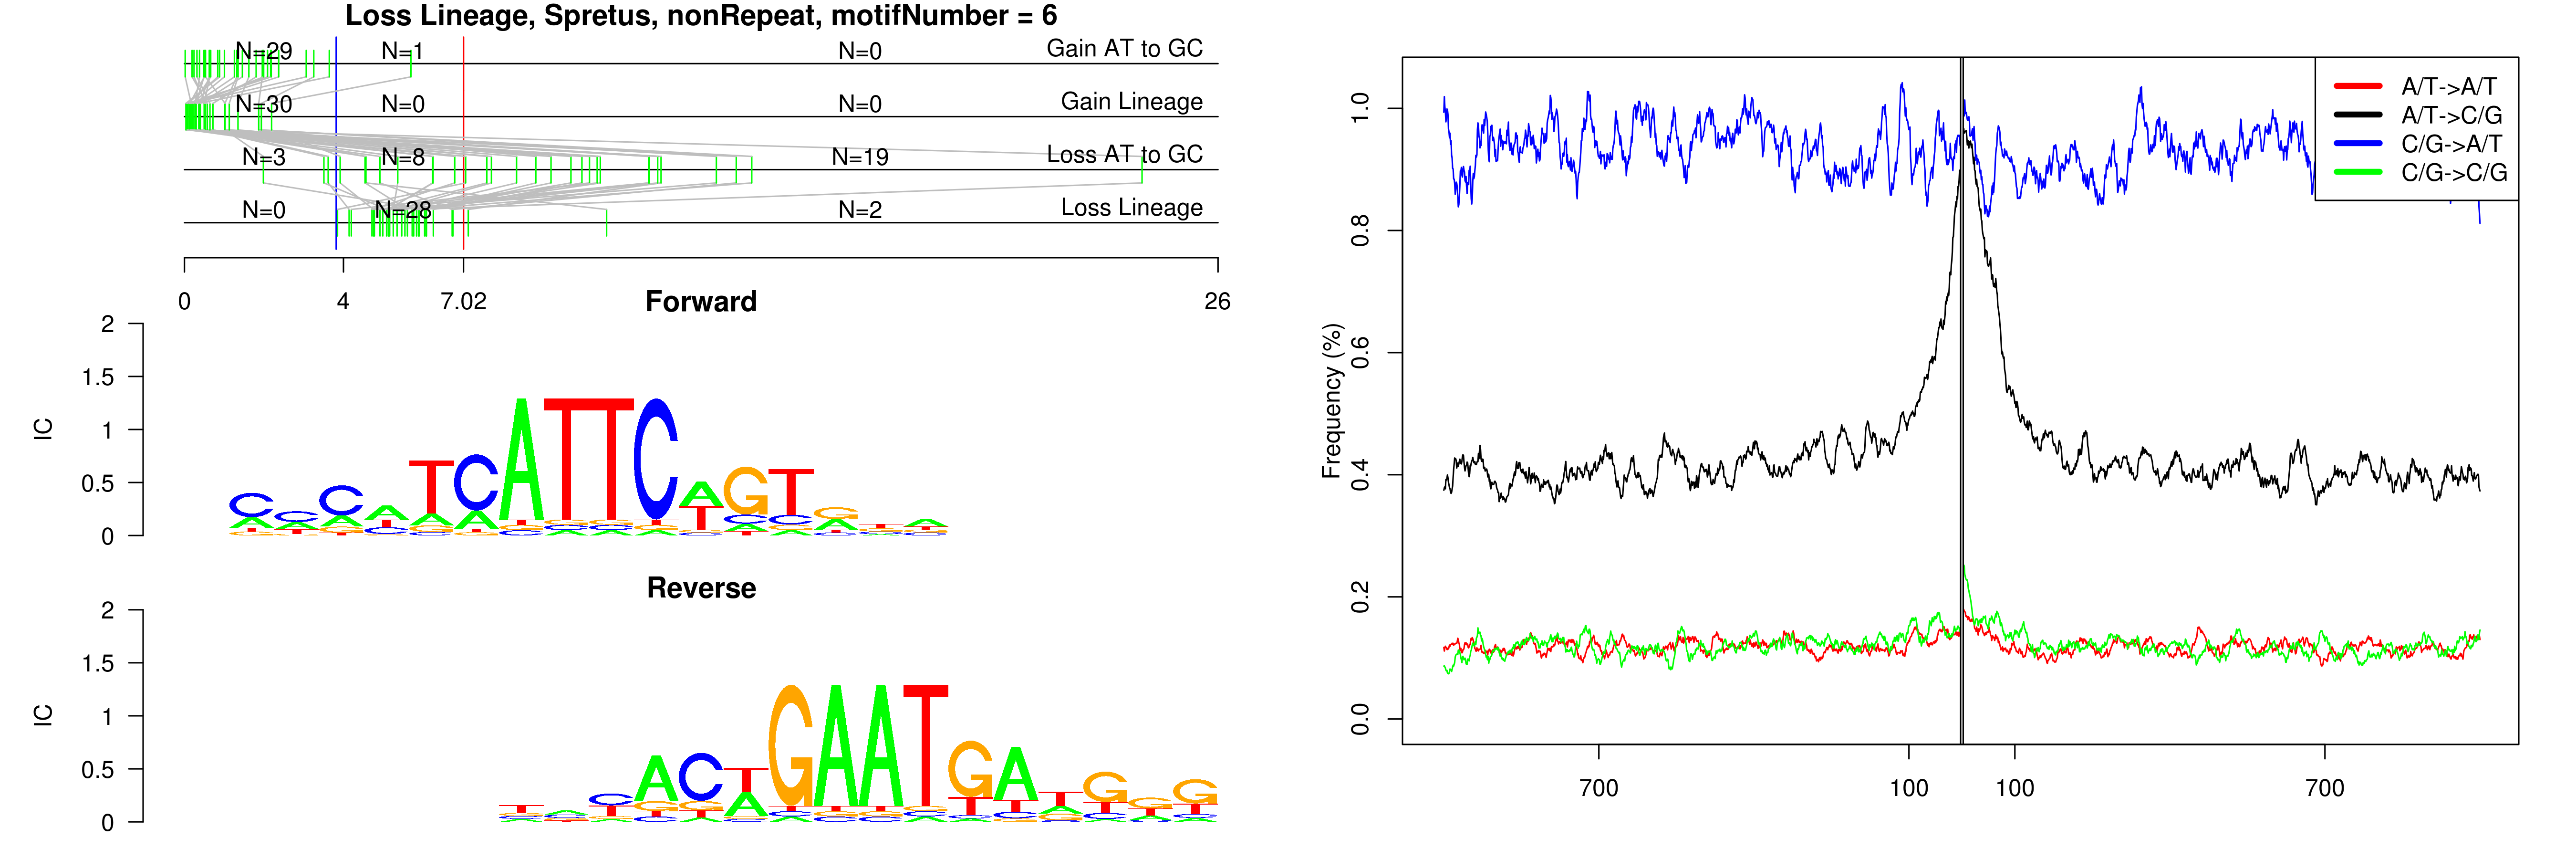 Loss Lineage, Spretus, nonRepeat, motifNumber = 6
N=29 N=1 N=0 Gain AT to GC
N=30 N=0 N=0 Gain Lineage
N=3 N=8 N=19 Loss AT to GC
N=0 N=28 N=2 Loss Lineage
0 4 7.02 26
Forward
IC
2
1.5
1
0.5
0
Reverse
IC
2
1.5
1
0.5
0
A/T->A/T
A/T->C/G
C/G->A/T
C/G->C/G
Frequency (%)
1.0
0.8
0.6
0.4
0.2
0.0
700 100 100 700